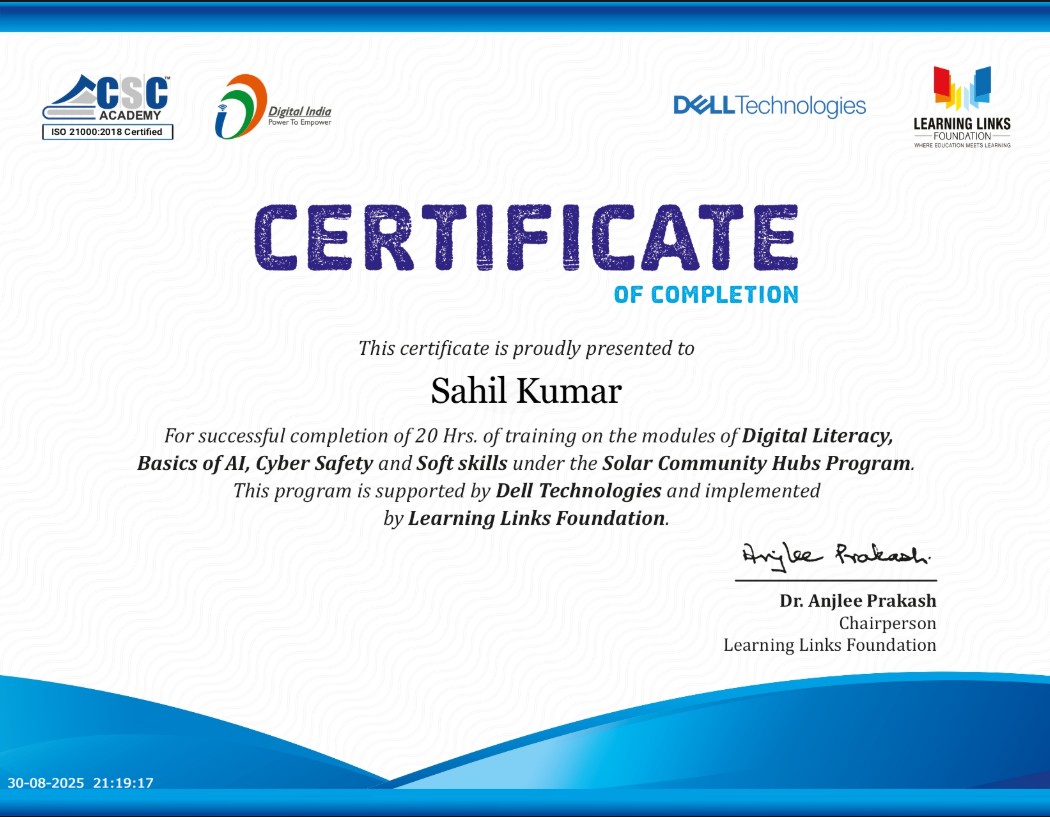 CSC
ACADEMY
ISO 21000:2018 Certified
Digital India
Power To Empower
DELLTechnologies
LEARNING LINKS
FOUNDATION
WHERE EDUCATION MEETS LEARNING
CERTIFICATE
OF COMPLETION
This certificate is proudly presented to
Sahil Kumar
For successful completion of 20 Hrs. of training on the modules of Digital Literacy,
Basics of AI, Cyber Safety and Soft skills under the Solar Community Hubs Program.
This program is supported by Dell Technologies and implemented
by Learning Links Foundation.
Anjlee Prakash.
Dr. Anjlee Prakash
Chairperson
Learning Links Foundation
30-08-2025 21:19:17